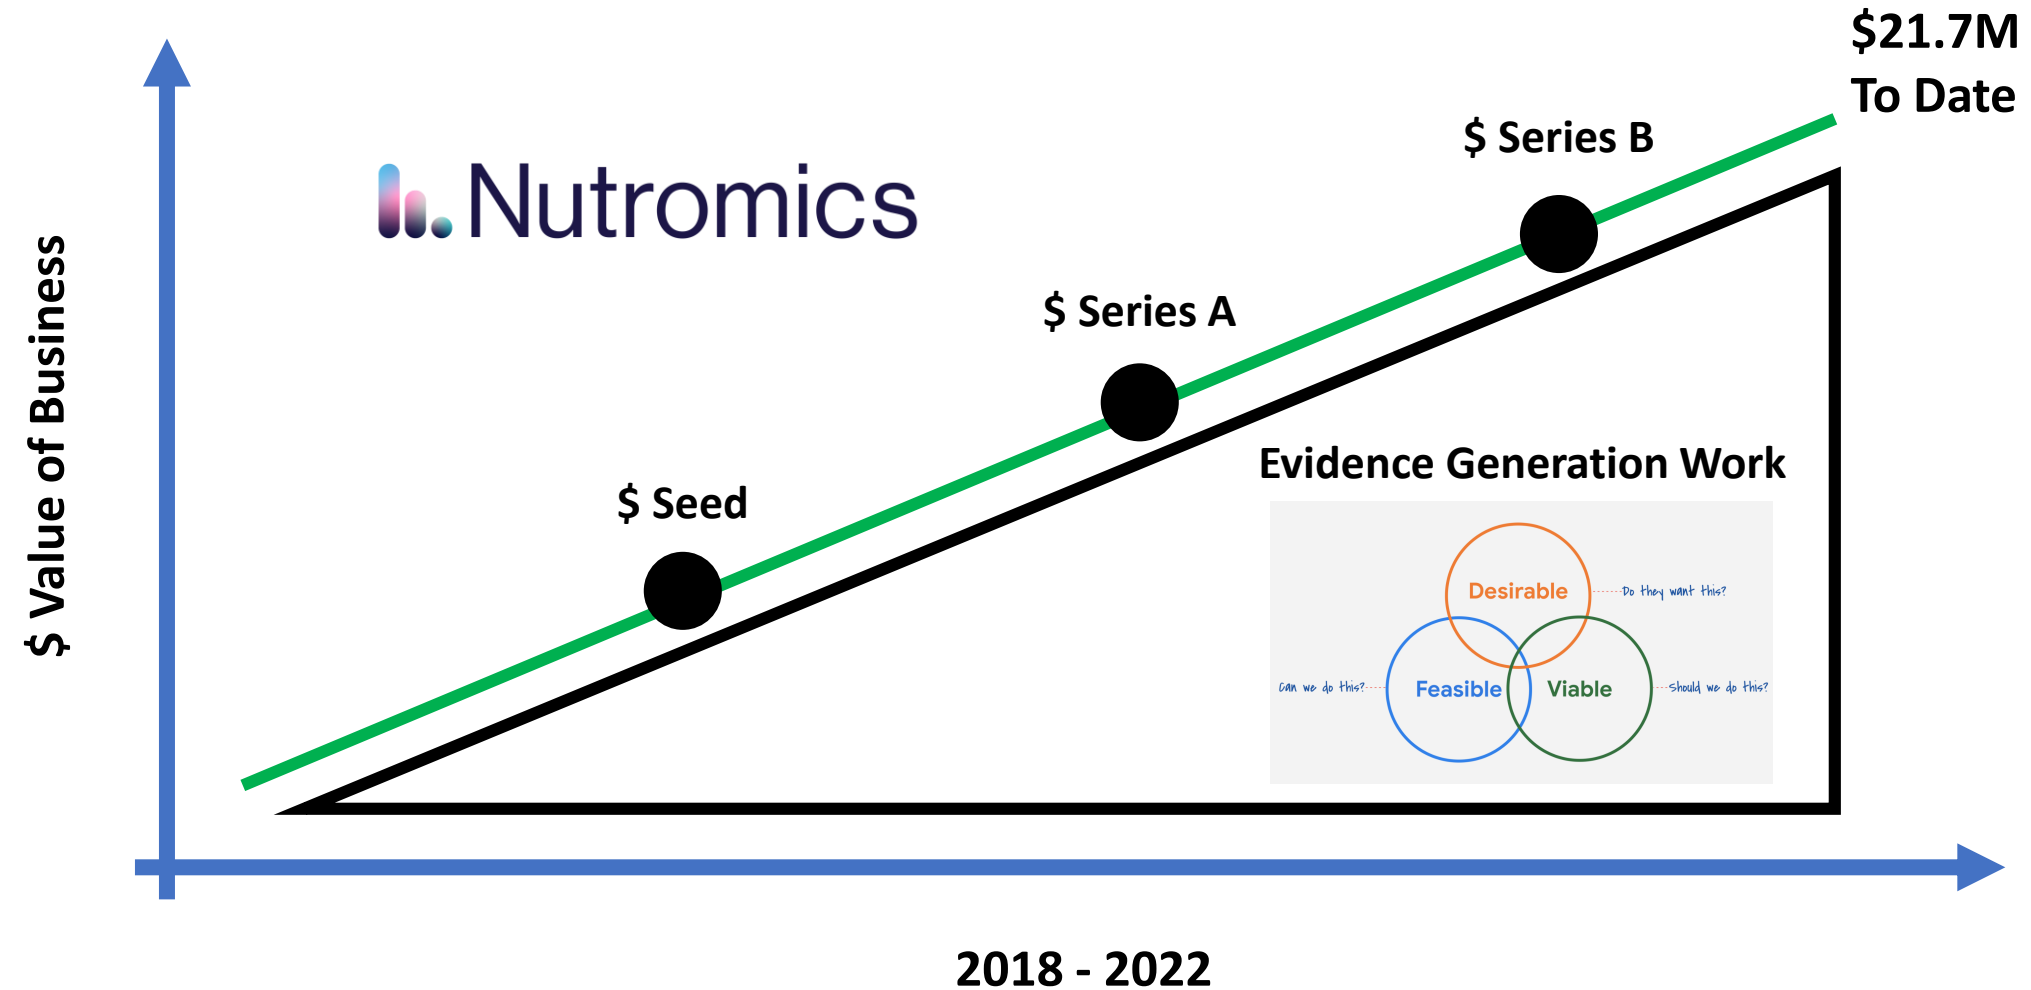 $21.7M
To Date
$ Series B
Nutromics
$ Series A
$ Value of Business
Evidence Generation Work
$ Seed
Desirable
Do they want this?
Can we do this?
Feasible
Viable
Should we do this?
2018 - 2022